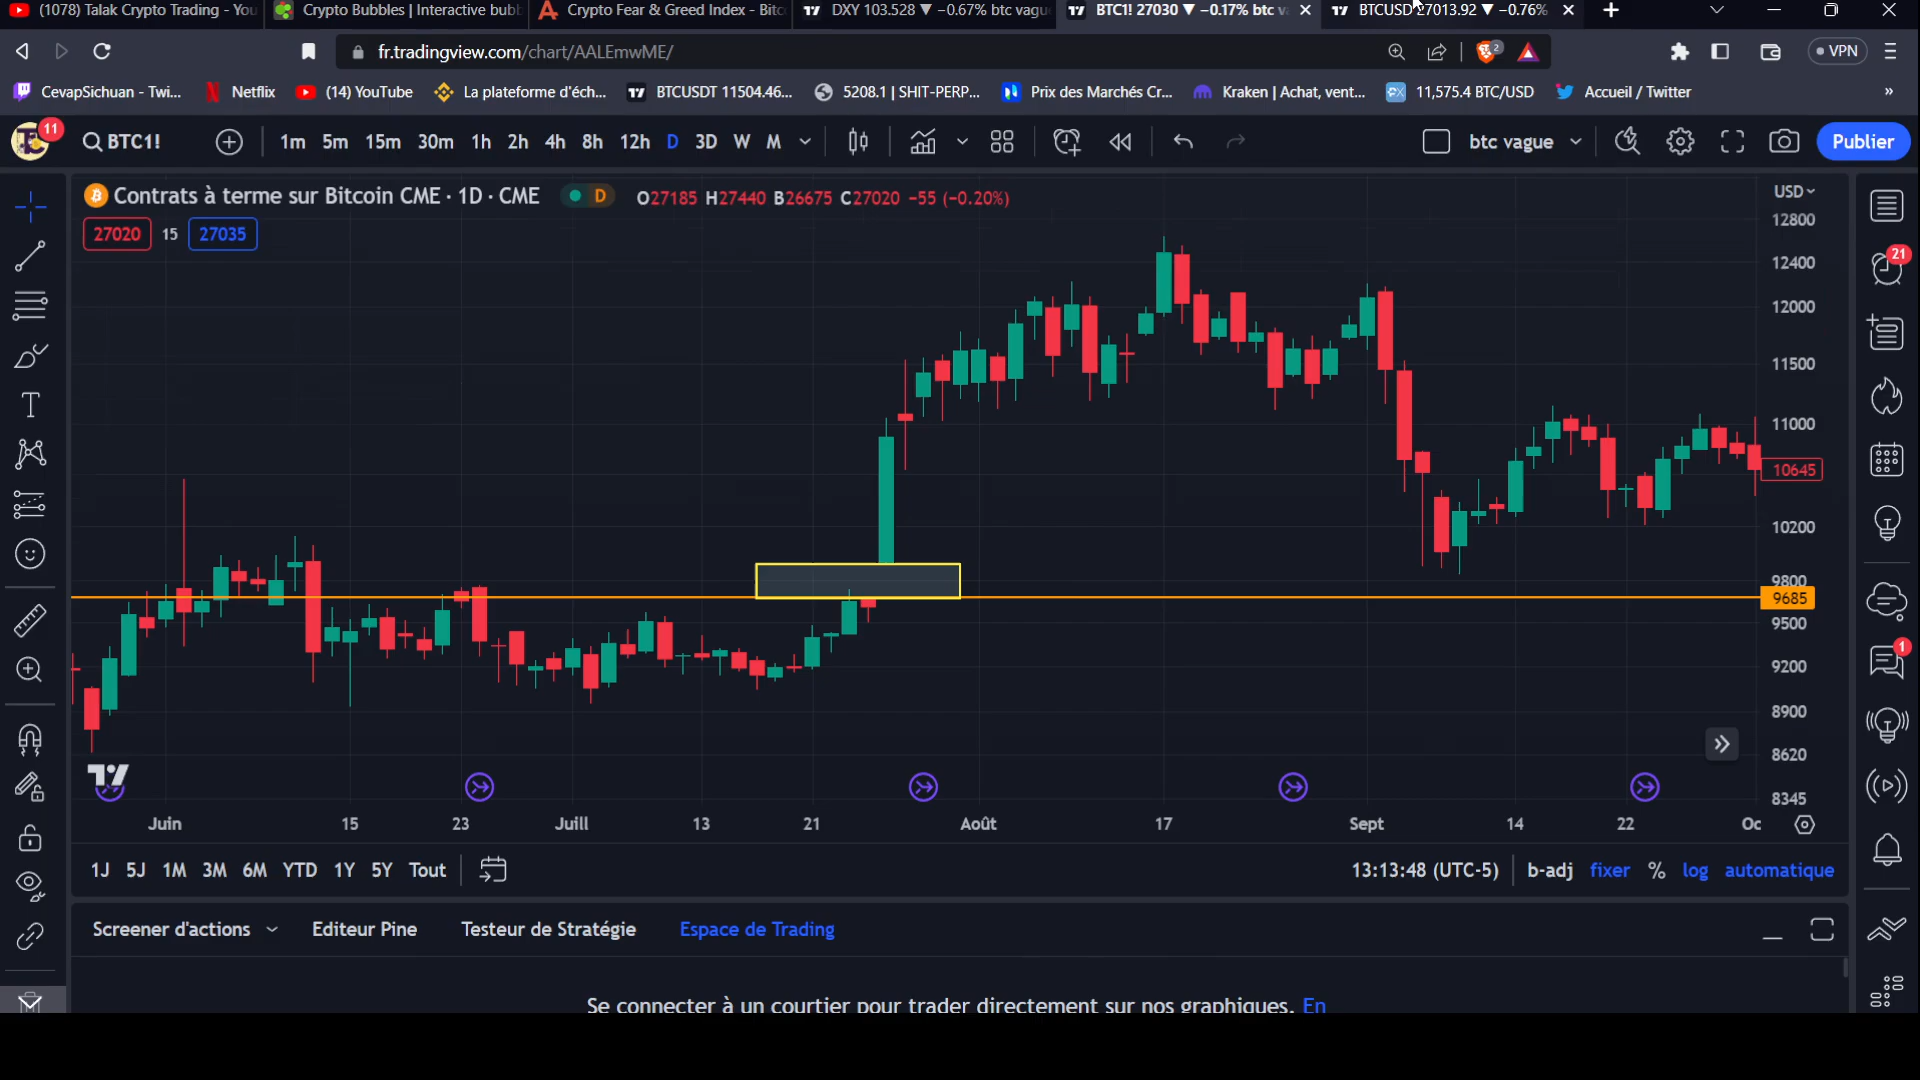 (1078) Talak Crypto Trading - You
Crypto Bubbles | Interactive bubb
Crypto Fear & Greed Index - Bitc
DXY 103.528 ▼ −0.67% btc vagu
BTC1! 27030 ▼ −0.17% btc v
BTCUSD 27013.92 ▼ −0.76%
fr.tradingview.com/chart/AALEmwME/
2
VPN
CevapSichuan - Twi...
Netflix
(14) YouTube
La plateforme d'éch...
BTCUSDT 11504.46...
5208.1 | SHIT-PERP...
Prix des Marchés Cr...
Kraken | Achat, vent...
11,575.4 BTC/USD
Accueil / Twitter
»
11
BTC1!
1m 5m 15m 30m 1h 2h 4h 8h 12h D 3D W M
btc vague
Publier
Contrats à terme sur Bitcoin CME · 1D · CME
D
O27185 H27440 B26675 C27020 −55 (−0.20%)
27020 15 27035
USD
12800
12400
12000
11500
11000
10645
10200
9800
9685
9500
9200
8900
8620
8345
21
1
Juin 15 23 Juill 13 21 Août 17 Sept 14 22 Oc
1J 5J 1M 3M 6M YTD 1Y 5Y Tout
13:13:48 (UTC-5) b-adj fixer % log automatique
Screener d'actions Editeur Pine Testeur de Stratégie Espace de Trading
Se connecter à un courtier pour trader directement sur nos graphiques. En